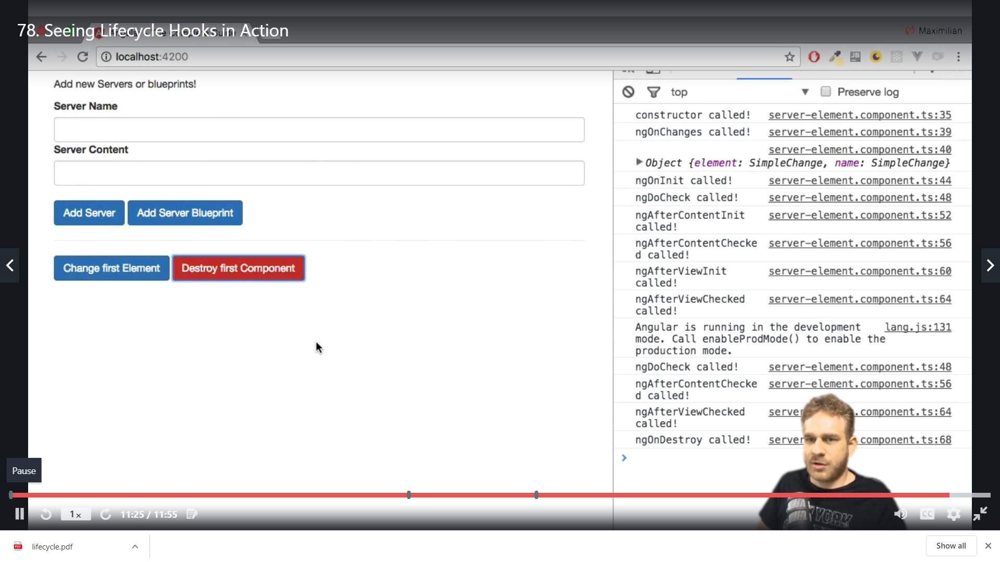 78. Seeing Lifecycle Hooks in Action
Maximilian
localhost:4200
Add new Servers or blueprints!
Server Name
Server Content
Add Server
Add Server Blueprint
Change first Element
Destroy first Component
top
Preserve log
constructor called! server-element.component.ts:35
ngOnChanges called! server-element.component.ts:39
server-element.component.ts:40
Object {element: SimpleChange, name: SimpleChange}
ngOnInit called! server-element.component.ts:44
ngDoCheck called! server-element.component.ts:48
ngAfterContentInit server-element.component.ts:52
called!
ngAfterContentChecke server-element.component.ts:56
d called!
ngAfterViewInit server-element.component.ts:60
called!
ngAfterViewChecked server-element.component.ts:64
called!
Angular is running in the development lang.js:131
mode. Call enableProdMode() to enable the
production mode.
ngDoCheck called! server-element.component.ts:48
ngAfterContentChecke server-element.component.ts:56
d called!
ngAfterViewChecked server .component.ts:64
called!
ngOnDestroy called! server component.ts:68
YORK
Pause
1x
11:25 / 11:55
CC
PDF
lifecycle.pdf
Show all